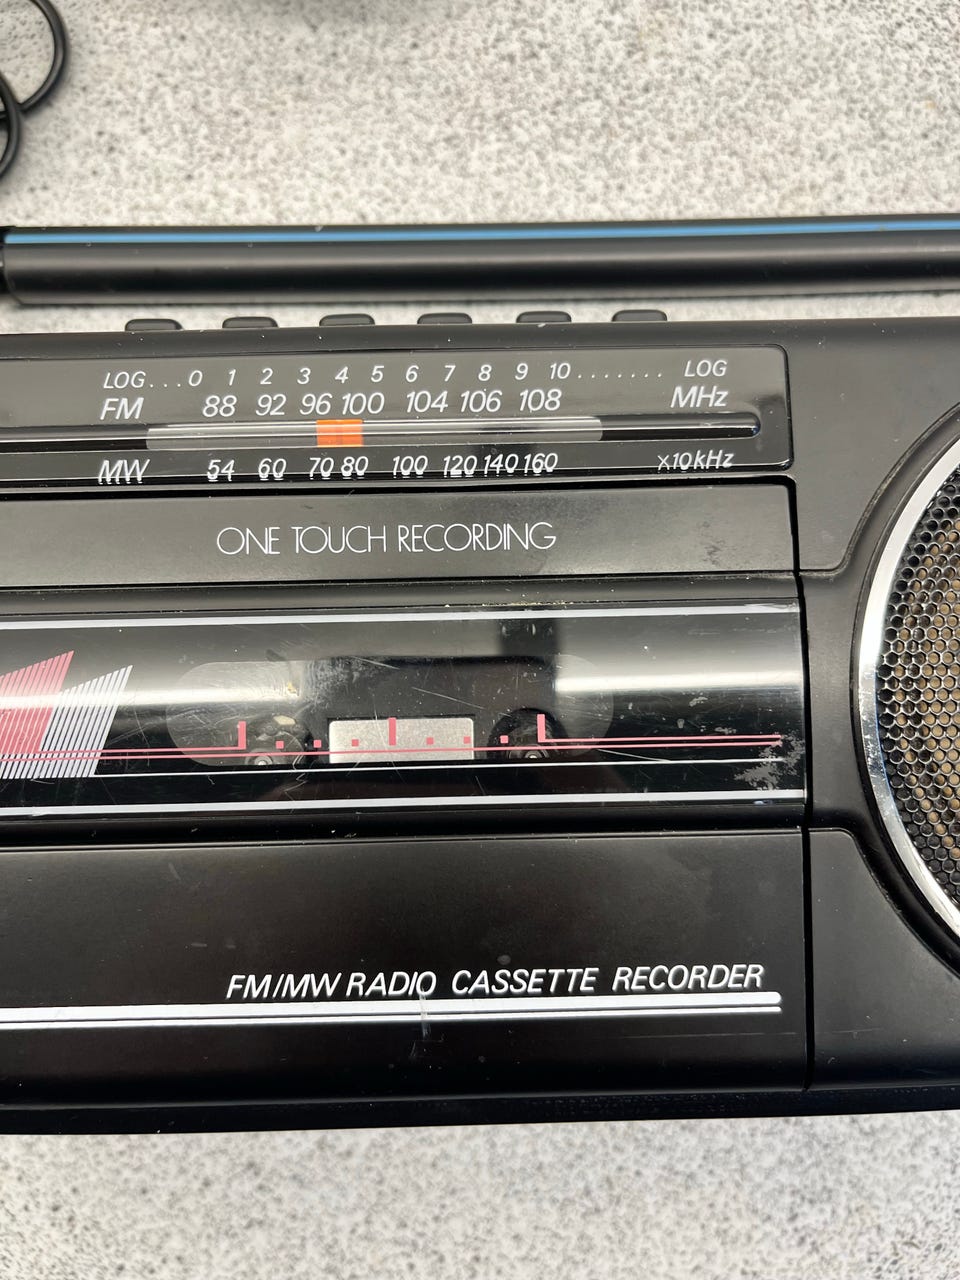 LOG...0 1 2 3 4 5 6 7 8 9 10........ LOG
FM 88 92 96 100 104 106 108 MHz
MW 54 60 70 80 100 120 140 160 x10kHz
ONE TOUCH RECORDING
FM/MW RADIO CASSETTE RECORDER